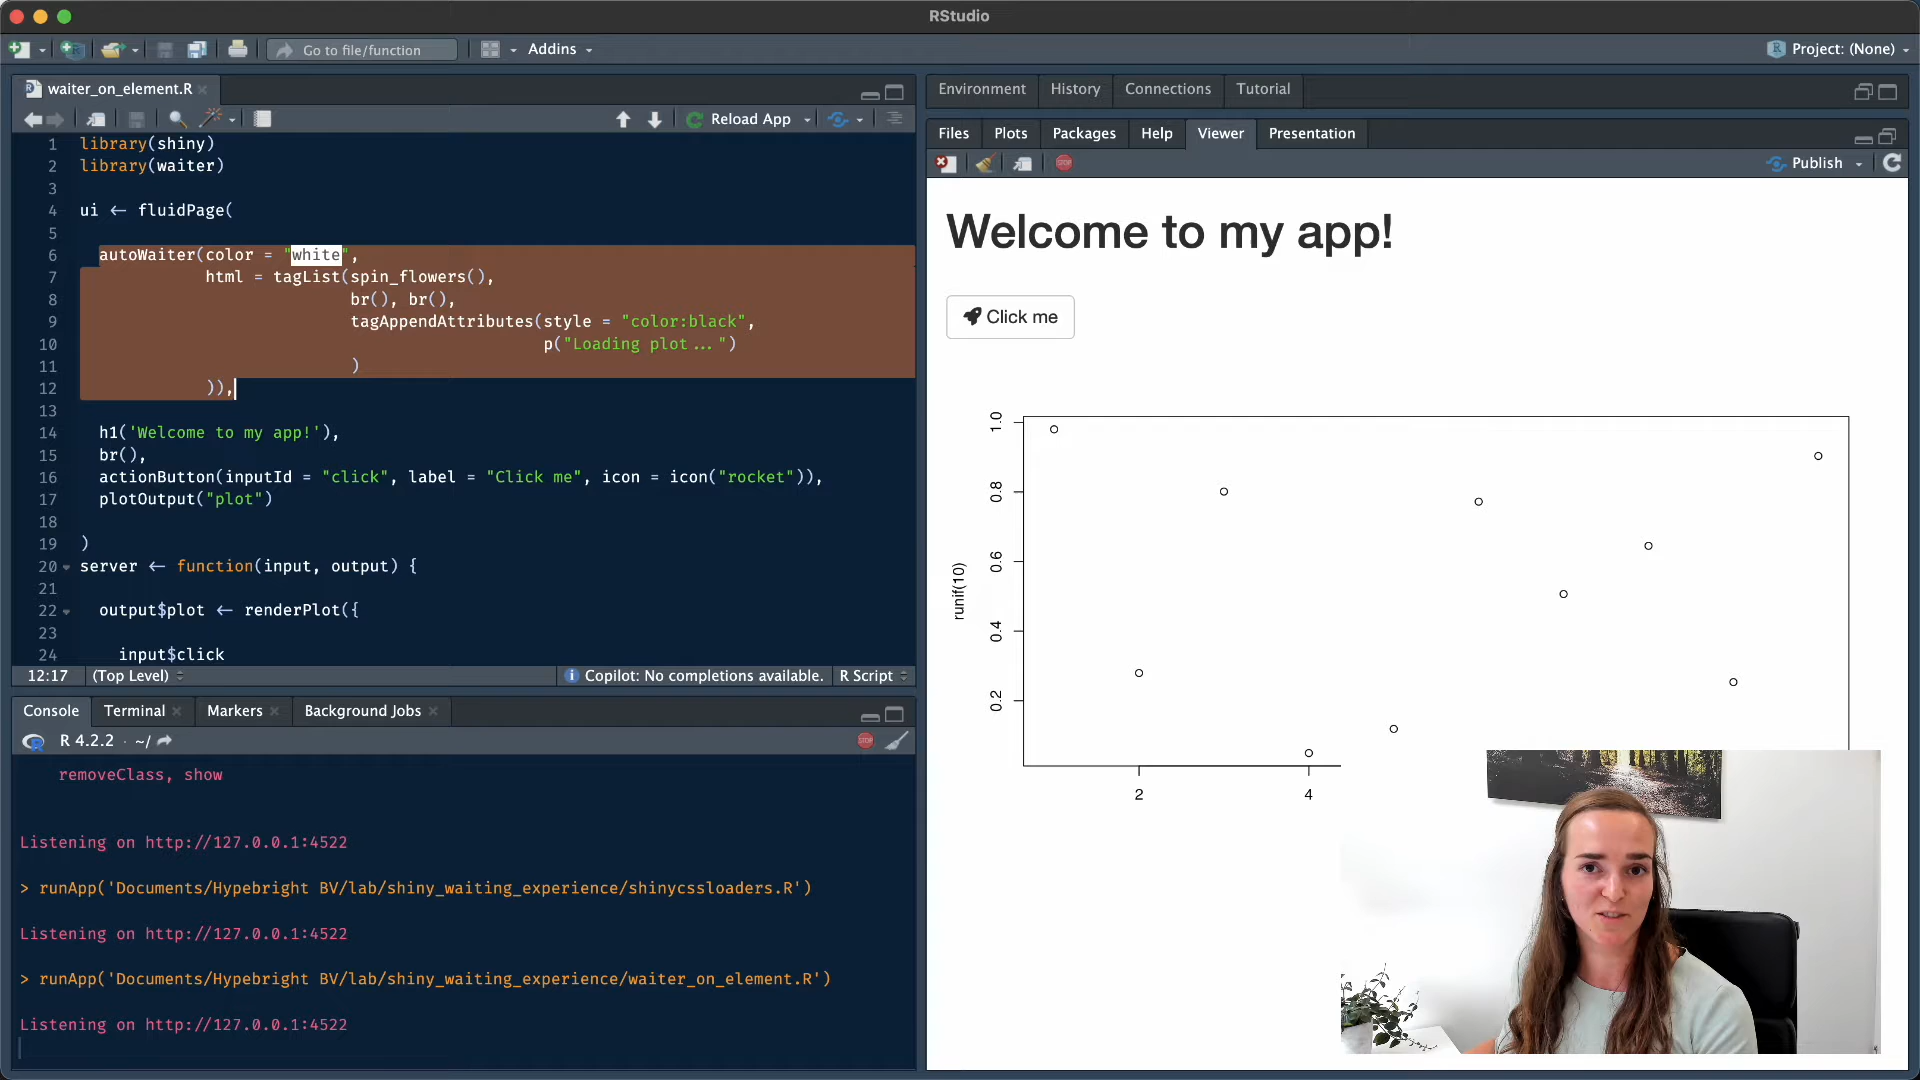 RStudio
Go to file/function
Addins
Project: (None)
waiter_on_element.R
Reload App
1 library(shiny)
2 library(waiter)
3
4 ui <- fluidPage(
5
6 autoWaiter(color = "white",
7 html = tagList(spin_flowers(),
8 br(), br(),
9 tagAppendAttributes(style = "color:black",
10 p("Loading plot...")
11 )
12 )),
13
14 h1('Welcome to my app!'),
15 br(),
16 actionButton(inputId = "click", label = "Click me", icon = icon("rocket")),
17 plotOutput("plot")
18
19 )
20 server <- function(input, output) {
21
22 output$plot <- renderPlot({
23
24 input$click
12:17 (Top Level) Copilot: No completions available. R Script
Console Terminal Markers Background Jobs
R 4.2.2 · ~/
STOP
removeClass, show
Listening on http://127.0.0.1:4522
> runApp('Documents/Hypebright BV/lab/shiny_waiting_experience/shinycssloaders.R')
Listening on http://127.0.0.1:4522
> runApp('Documents/Hypebright BV/lab/shiny_waiting_experience/waiter_on_element.R')
Listening on http://127.0.0.1:4522
Environment History Connections Tutorial
Files Plots Packages Help Viewer Presentation
STOP
Publish
Welcome to my app!
Click me
runif(10)
1.0
0.8
0.6
0.4
0.2
2 4